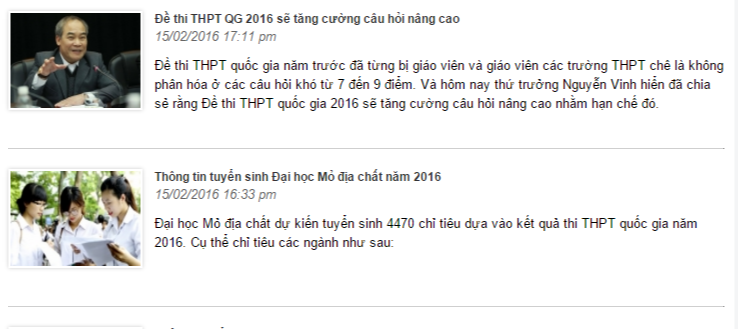 Đề thi THPT QG 2016 sẽ tăng cường câu hỏi nâng cao
15/02/2016 17:11 pm
Đề thi THPT quốc gia năm trước đã từng bị giáo viên và giáo viên các trường THPT chê là không
phân hóa ở các câu hỏi khó từ 7 đến 9 điểm. Và hôm nay thứ trưởng Nguyễn Vinh hiển đã chia
sẻ rằng Đề thi THPT quốc gia 2016 sẽ tăng cường câu hỏi nâng cao nhằm hạn chế đó.
Thông tin tuyển sinh Đại học Mỏ địa chất năm 2016
15/02/2016 16:33 pm
Đại học Mỏ địa chất dự kiến tuyển sinh 4470 chỉ tiêu dựa vào kết quả thi THPT quốc gia năm
2016. Cụ thể chỉ tiêu các ngành như sau: